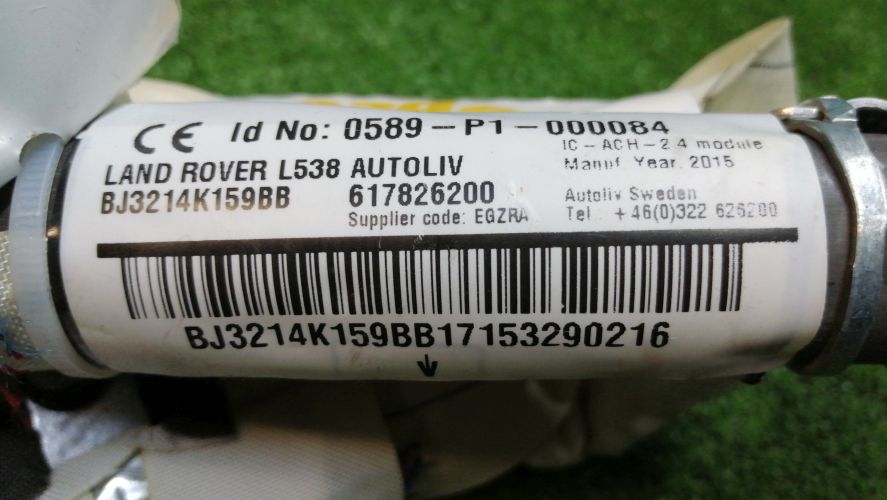 CE Id No: 0589-P1-000084
IC-ACH-2.4 module
LAND ROVER L538 AUTOLIV
Manuf. Year. 2015
BJ3214K159BB 617826200
Autoliv Sweden
Supplier code: EGZRA
Tel.: +46(0)322 626200
BJ3214K159BB17153290216